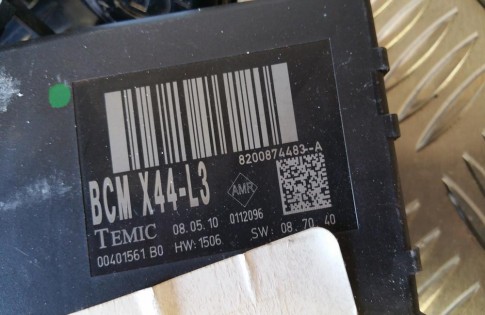 8200874483--A
BCM X44-L3
AMR
TEMIC 08.05.10 0112096
00401561 B0 HW:1506 SW: 08.70.40